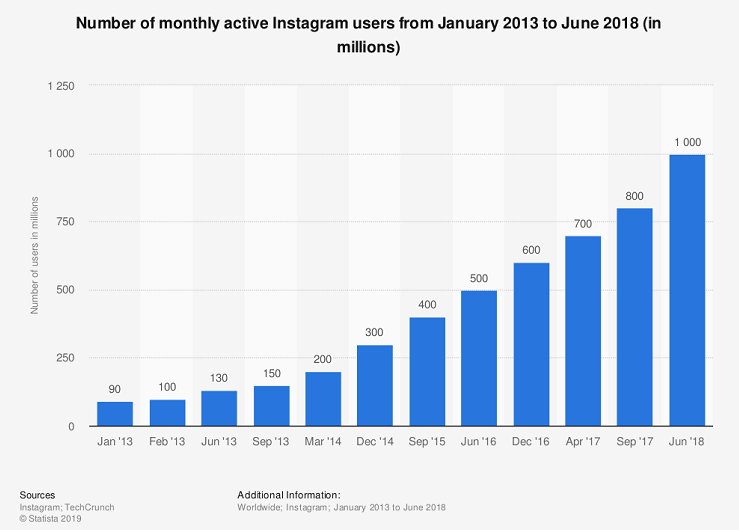 Number of monthly active Instagram users from January 2013 to June 2018 (in
millions)
Number of users in millions
1 250
1 000
750
500
250
0
90
100
130
150
200
300
400
500
600
700
800
1 000
Jan '13
Feb '13
Jun '13
Sep '13
Mar '14
Dec '14
Sep '15
Jun '16
Dec '16
Apr '17
Sep '17
Jun '18
Sources
Instagram; TechCrunch
© Statista 2019
Additional Information:
Worldwide; Instagram; January 2013 to June 2018